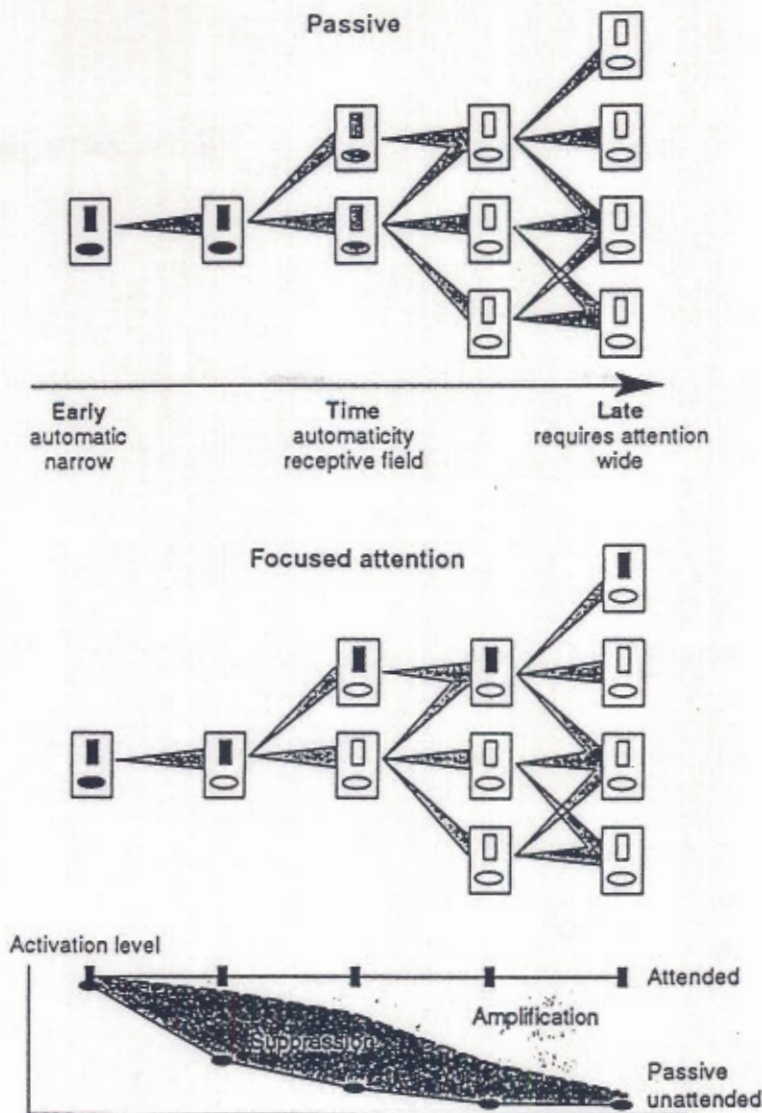 Passive
Early
automatic
narrow
Time
automaticity
receptive field
Late
requires attention
wide
Focused attention
Activation level
Attended
Amplification
Suppression
Passive
unattended